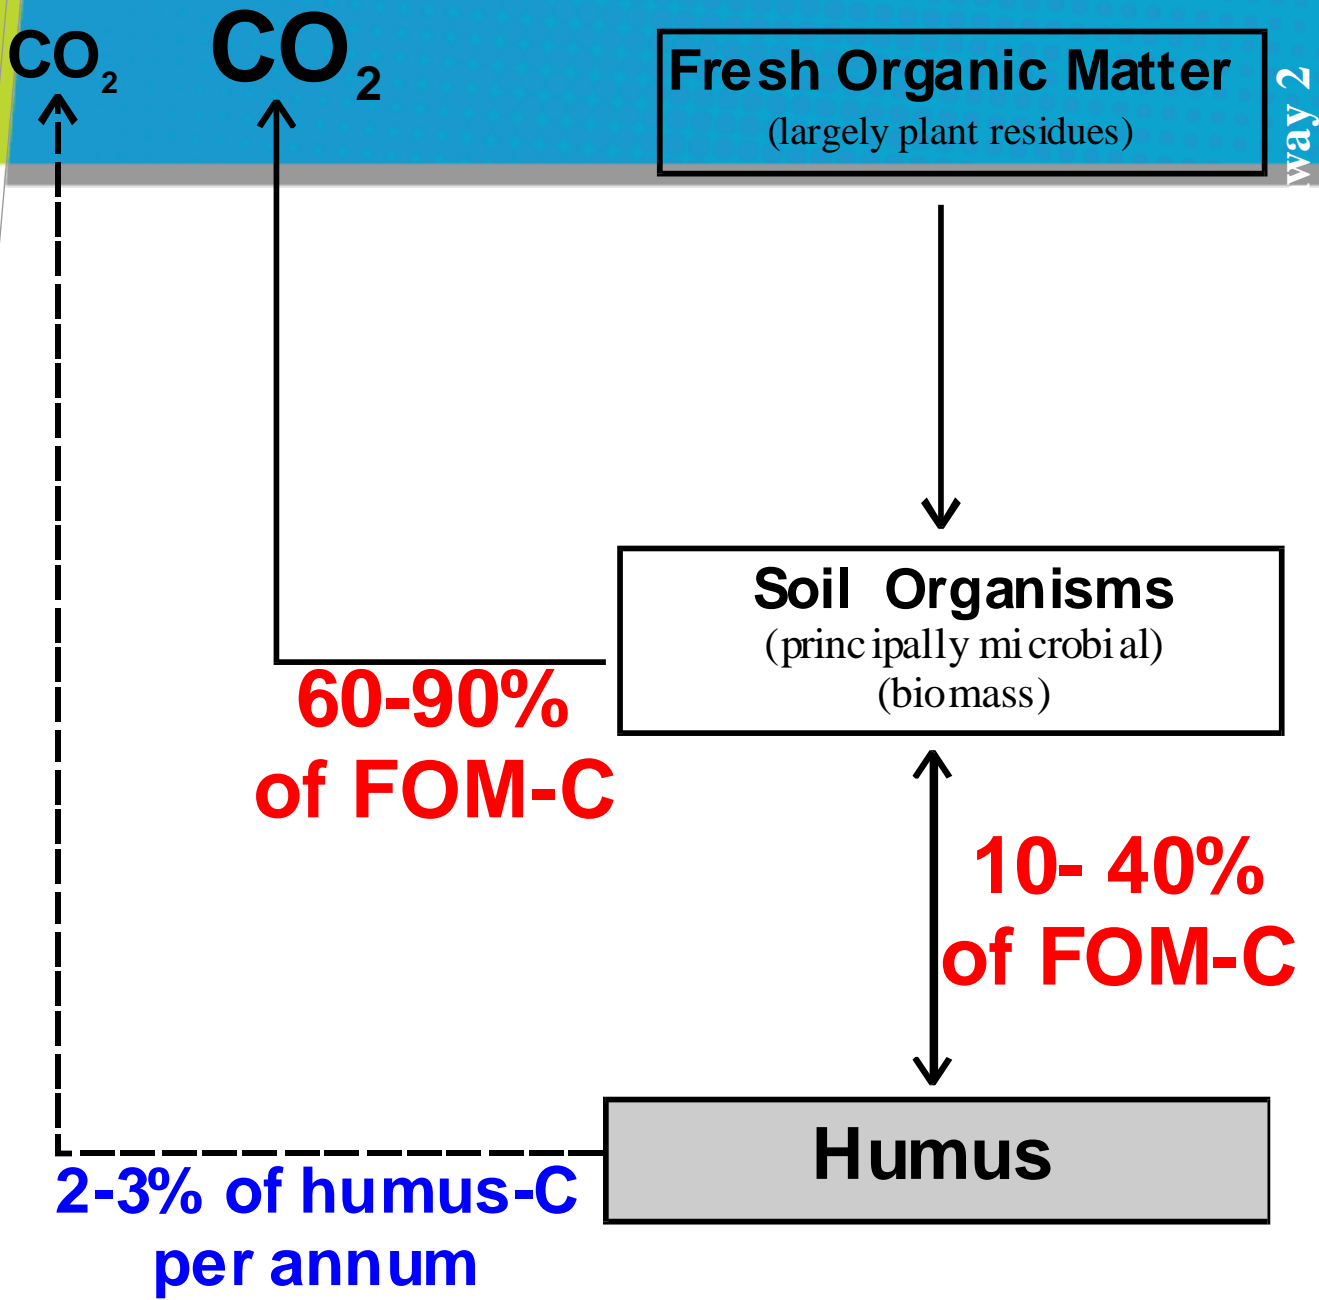 CO₂
CO₂
Fresh Organic Matter
(largely plant residues)
Soil Organisms
(principally microbial)
(biomass)
60-90%
of FOM-C
10- 40%
of FOM-C
Humus
2-3% of humus-C
per annum
2